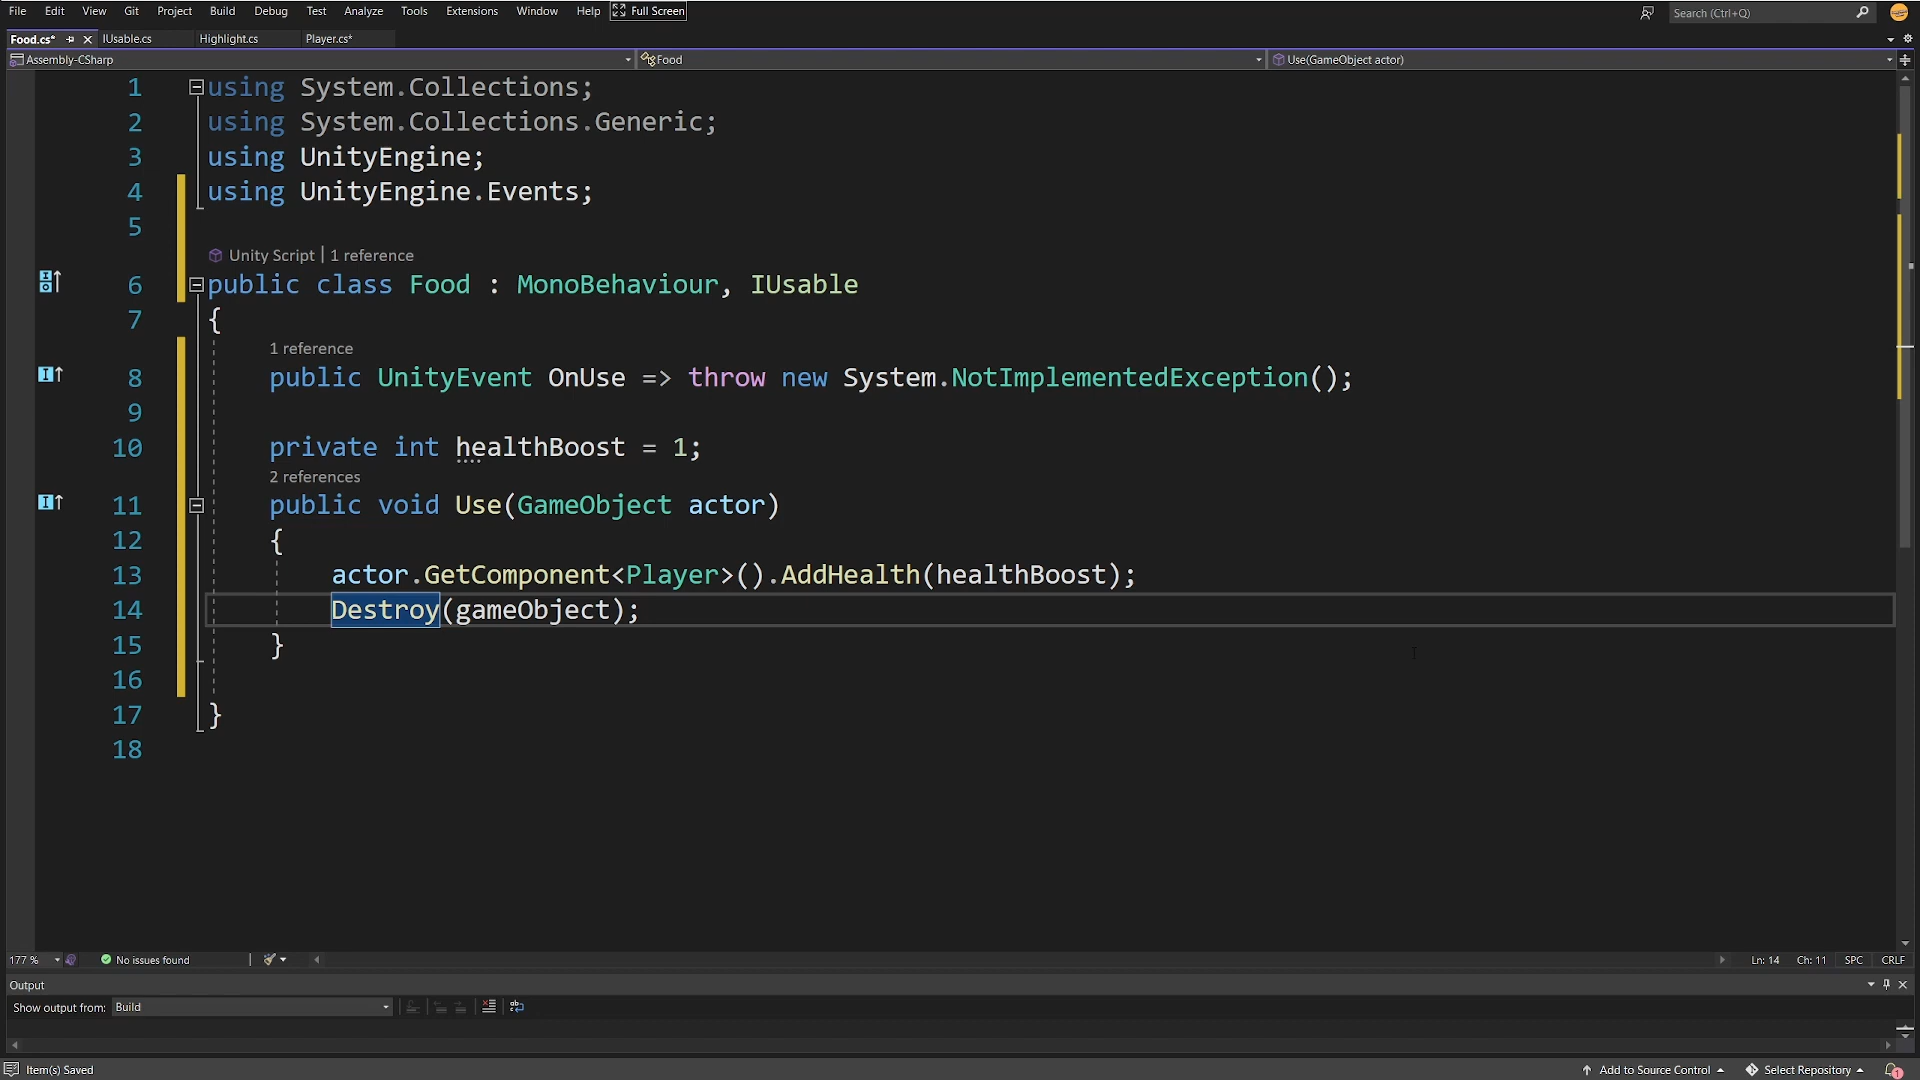 File Edit View Git Project Build Debug Test Analyze Tools Extensions Window Help Full Screen Search (Ctrl+Q)
Food.cs* IUsable.cs Highlight.cs Player.cs*
Assembly-CSharp Food Use(GameObject actor)
1 using System.Collections;
2 using System.Collections.Generic;
3 using UnityEngine;
4 using UnityEngine.Events;
5
Unity Script | 1 reference
6 public class Food : MonoBehaviour, IUsable
7 {
1 reference
8 public UnityEvent OnUse => throw new System.NotImplementedException();
9
10 private int healthBoost = 1;
2 references
11 public void Use(GameObject actor)
12 {
13 actor.GetComponent<Player>().AddHealth(healthBoost);
14 Destroy(gameObject);
15 }
16
17 }
18
177 % No issues found Ln: 14 Ch: 11 SPC CRLF
Output
Show output from: Build
Item(s) Saved Add to Source Control Select Repository 1